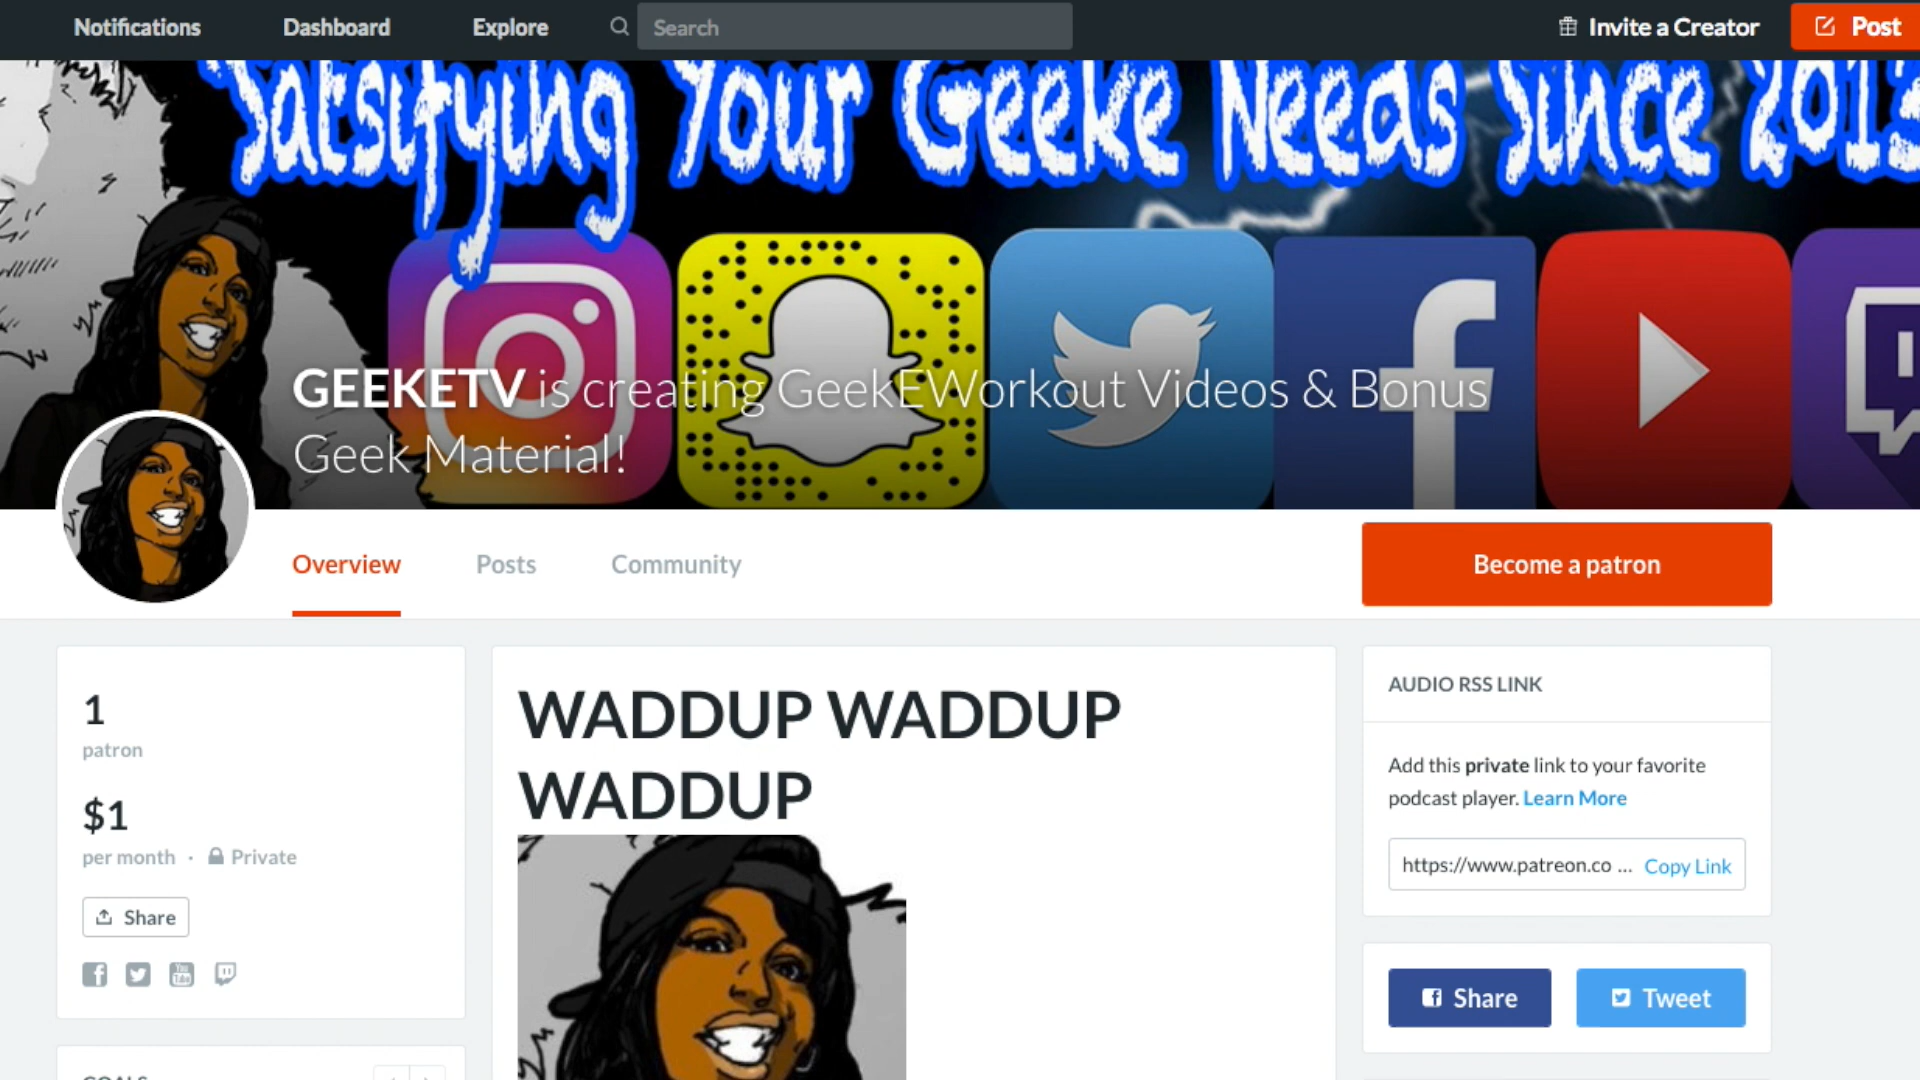 Notifications Dashboard Explore Search Invite a Creator Post
Satsifying Your Geeke Needs Since 2013
GEEKETV is creating GeekEWorkout Videos & Bonus
Geek Material!
Overview Posts Community Become a patron
1
patron
$1
per month · Private
Share
WADDUP WADDUP
WADDUP
AUDIO RSS LINK
Add this private link to your favorite
podcast player. Learn More
https://www.patreon.co ... Copy Link
Share Tweet
GOALS